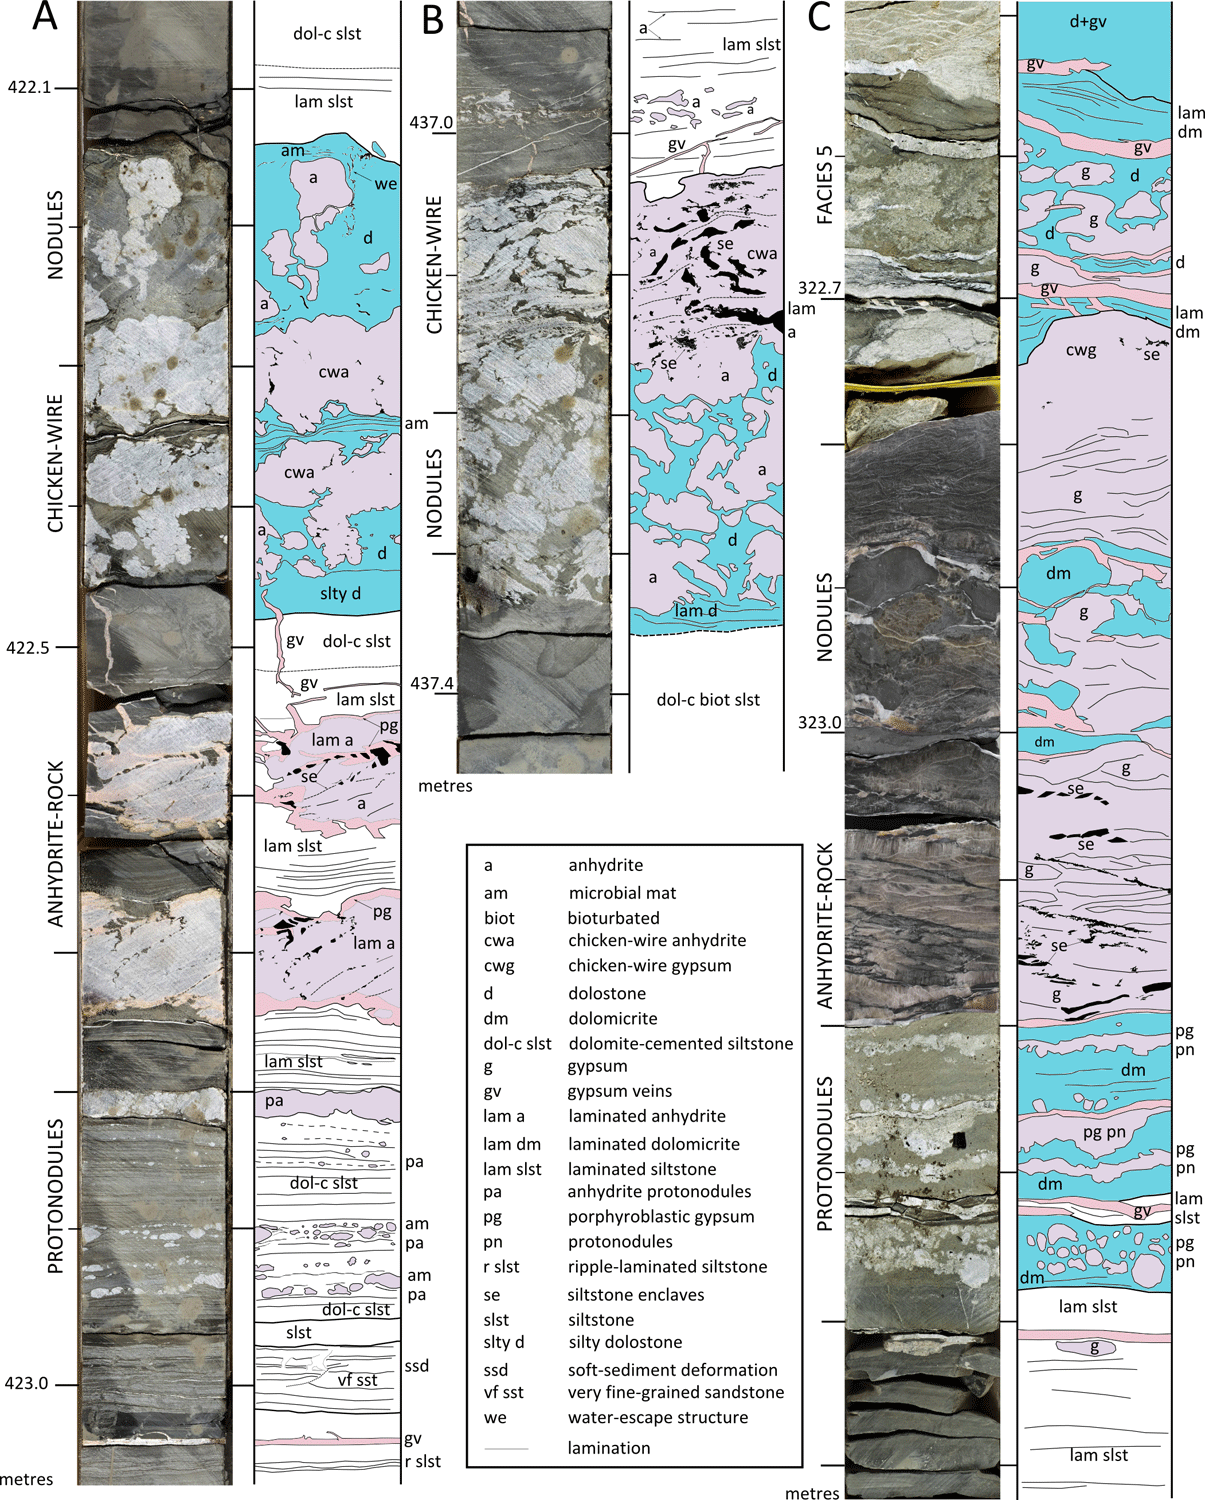 A
dol-c slst
422.1
lam slst
am
a
we
NODULES
d
a
cwa
am
CHICKEN-WIRE
cwa
a
d
slty d
gv
dol-c slst
422.5
gv
lam slst
pg
lam a
se
a
ANHYDRITE-ROCK
lam slst
pg
lam a
lam slst
pa
PROTONODULES
pa
dol-c slst
am
pa
am
pa
dol-c slst
slst
ssd
vf sst
423.0
gv
r slst
metres
B
a
lam slst
a
a
437.0
gv
CHICKEN-WIRE
se
a
cwa
lam
a
se
a
d
NODULES
a
d
a
lam d
437.4
dol-c biot slst
metres
a anhydrite
am microbial mat
biot bioturbated
cwa chicken-wire anhydrite
cwg chicken-wire gypsum
d dolostone
dm dolomicrite
dol-c slst dolomite-cemented siltstone
g gypsum
gv gypsum veins
lam a laminated anhydrite
lam dm laminated dolomicrite
lam slst laminated siltstone
pa anhydrite protonodules
pg porphyroblastic gypsum
pn protonodules
r slst ripple-laminated siltstone
se siltstone enclaves
slst siltstone
slty d silty dolostone
ssd soft-sediment deformation
vf sst very fine-grained sandstone
we water-escape structure
lamination
C
d+gv
gv
lam
dm
gv
FACIES 5
g
d
g
d
g
d
322.7
gv
lam
dm
cwg
se
g
NODULES
dm
g
323.0
dm
g
se
se
ANHYDRITE-ROCK
g
se
g
pg
pn
dm
PROTONODULES
pg pn
pg
pn
dm
lam
slst
gv
pg
pn
dm
lam slst
g
lam slst
metres